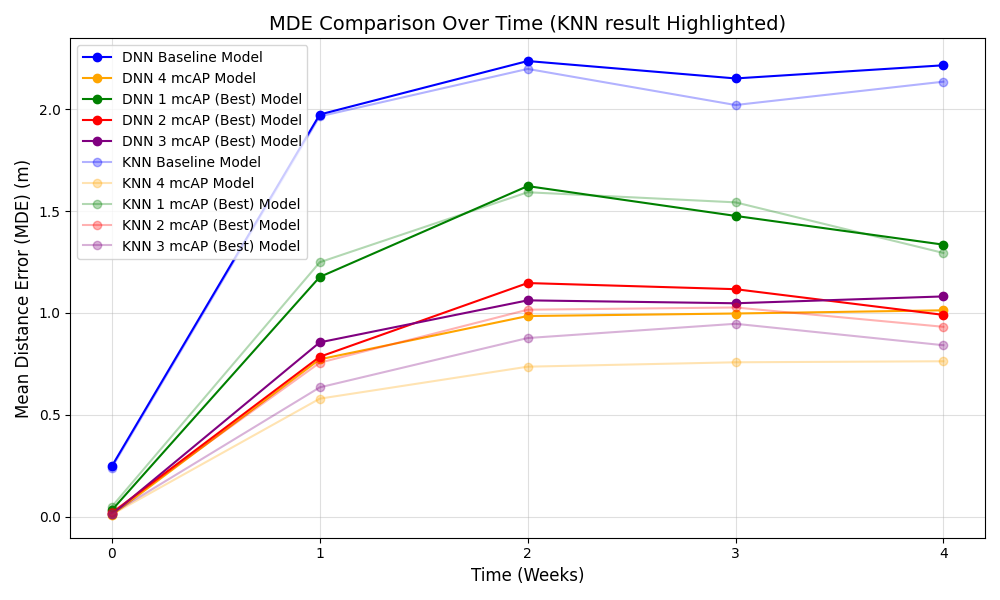 MDE Comparison Over Time (KNN result Highlighted)
DNN Baseline Model
DNN 4 mcAP Model
DNN 1 mcAP (Best) Model
DNN 2 mcAP (Best) Model
DNN 3 mcAP (Best) Model
KNN Baseline Model
KNN 4 mcAP Model
KNN 1 mcAP (Best) Model
KNN 2 mcAP (Best) Model
KNN 3 mcAP (Best) Model
Mean Distance Error (MDE) (m)
2.0
1.5
1.0
0.5
0.0
0 1 2 3 4
Time (Weeks)